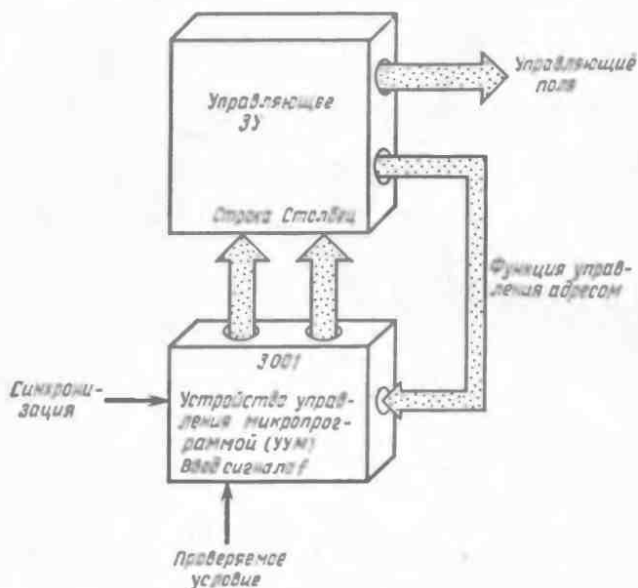 Управляющее
ЗУ
Управляющие
поля
Строка Столбец
Функция управ-
ления адресом
3001
Синхрони-
зация
Устройство управ-
ления микропрог-
раммой (УУМ)
Ввод сигнала f
Проверяемое
условие